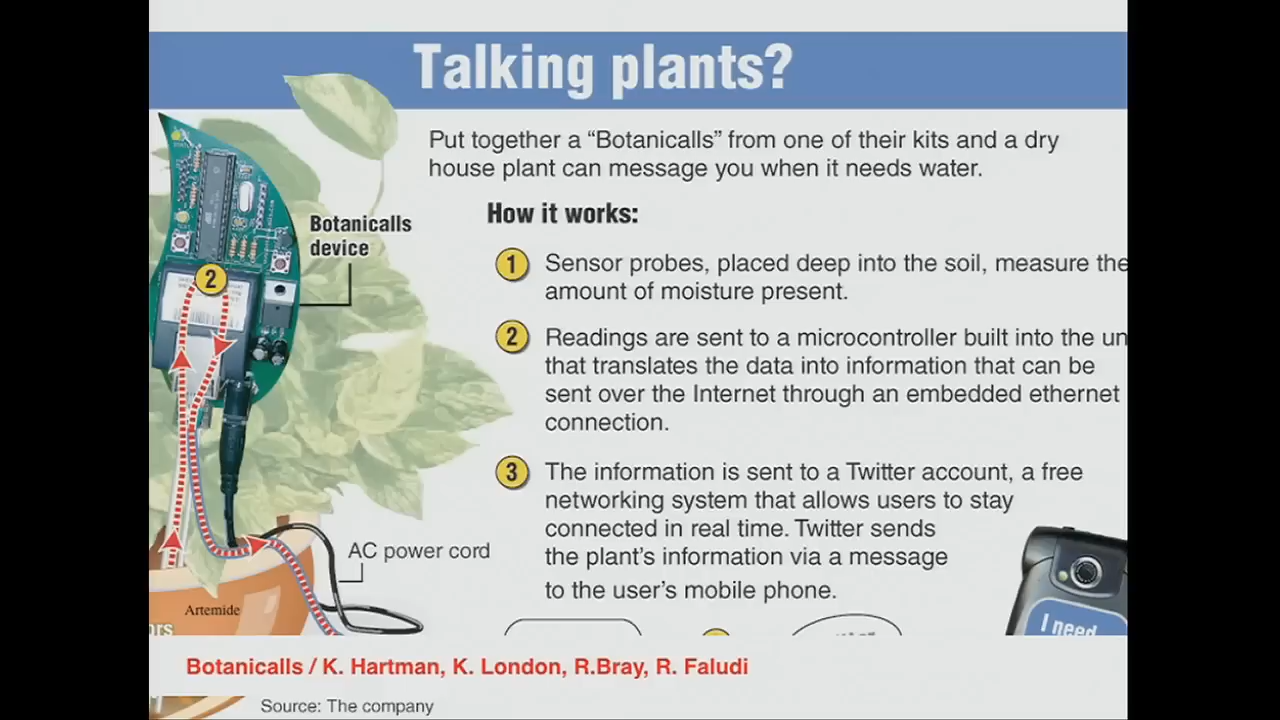 Talking plants?
Put together a “Botanicalls” from one of their kits and a dry
house plant can message you when it needs water.
How it works:
Botanicalls
device
1 Sensor probes, placed deep into the soil, measure the
amount of moisture present.
2
2 Readings are sent to a microcontroller built into the un
that translates the data into information that can be
sent over the Internet through an embedded ethernet
connection.
3 The information is sent to a Twitter account, a free
networking system that allows users to stay
connected in real time. Twitter sends
the plant’s information via a message
to the user’s mobile phone.
AC power cord
Artemide
I need
Botanicalls / K. Hartman, K. London, R.Bray, R. Faludi
Source: The company